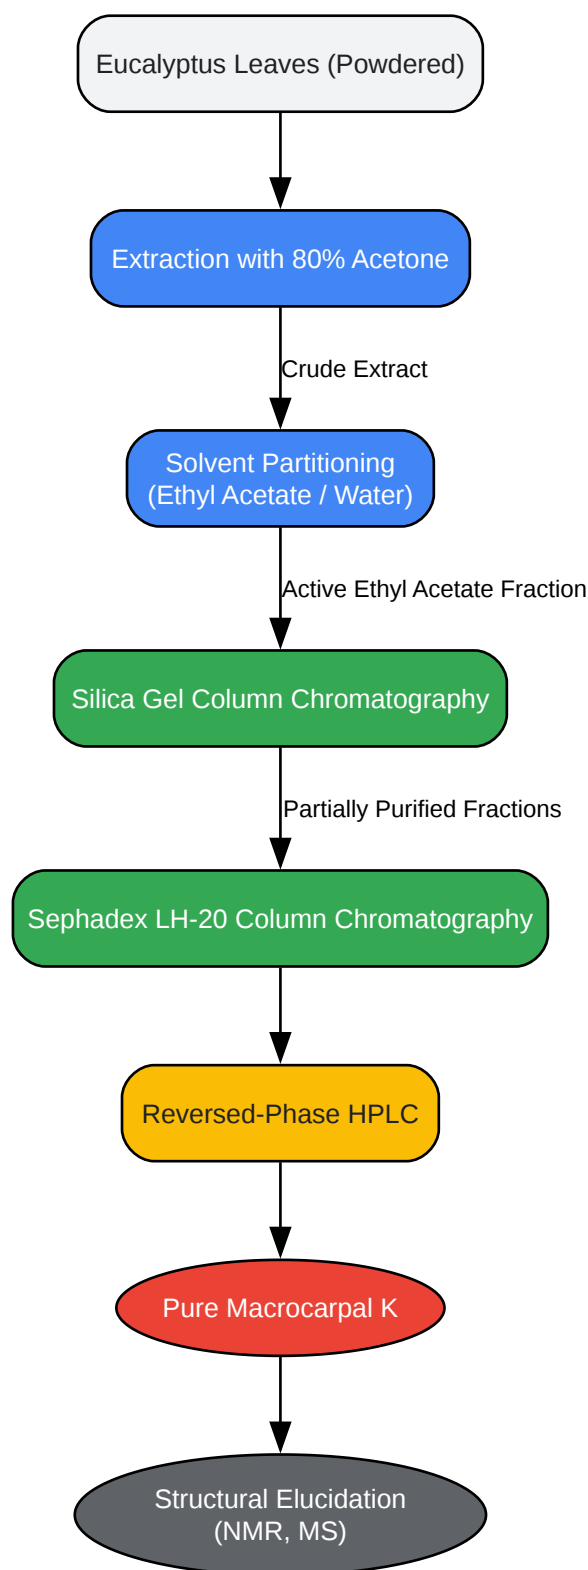 Eucalyptus Leaves (Powdered)
Extraction with 80% Acetone
Crude Extract
Solvent Partitioning
(Ethyl Acetate / Water)
Active Ethyl Acetate Fraction
Silica Gel Column Chromatography
Partially Purified Fractions
Sephadex LH-20 Column Chromatography
Reversed-Phase HPLC
Pure Macrocarpal K
Structural Elucidation
(NMR, MS)